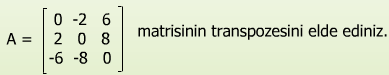 0 -2 6
A = 2 0 8 matrisinin transpozesini elde ediniz.
-6 -8 0